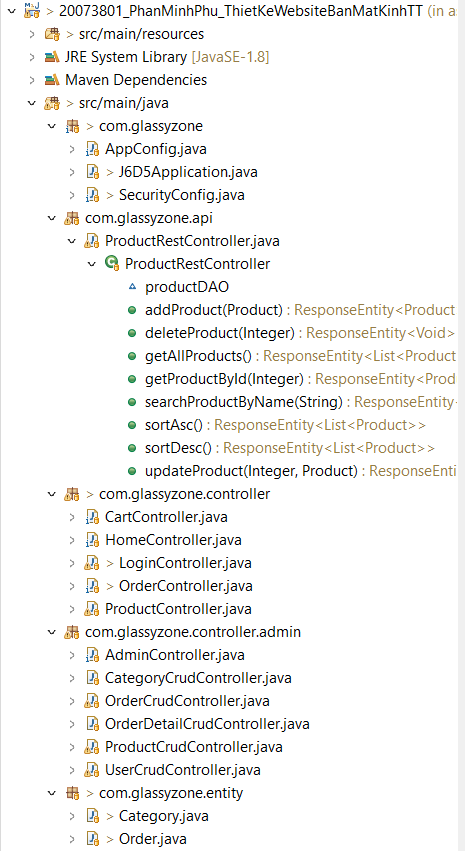 > 20073801_PhanMinhPhu_ThietKeWebsiteBanMatKinhTT (in a
> src/main/resources
JRE System Library [JavaSE-1.8]
Maven Dependencies
> src/main/java
> com.glassyzone
AppConfig.java
> J6D5Application.java
> SecurityConfig.java
com.glassyzone.api
ProductRestController.java
ProductRestController
productDAO
addProduct(Product) : ResponseEntity<Product
deleteProduct(Integer) : ResponseEntity<Void>
getAllProducts() : ResponseEntity<List<Product
getProductById(Integer) : ResponseEntity<Prod
searchProductByName(String) : ResponseEntity<
sortAsc() : ResponseEntity<List<Product>>
sortDesc() : ResponseEntity<List<Product>>
updateProduct(Integer, Product) : ResponseEnti
> com.glassyzone.controller
CartController.java
HomeController.java
> LoginController.java
> OrderController.java
ProductController.java
com.glassyzone.controller.admin
AdminController.java
CategoryCrudController.java
OrderCrudController.java
OrderDetailCrudController.java
ProductCrudController.java
UserCrudController.java
> com.glassyzone.entity
> Category.java
> Order.java